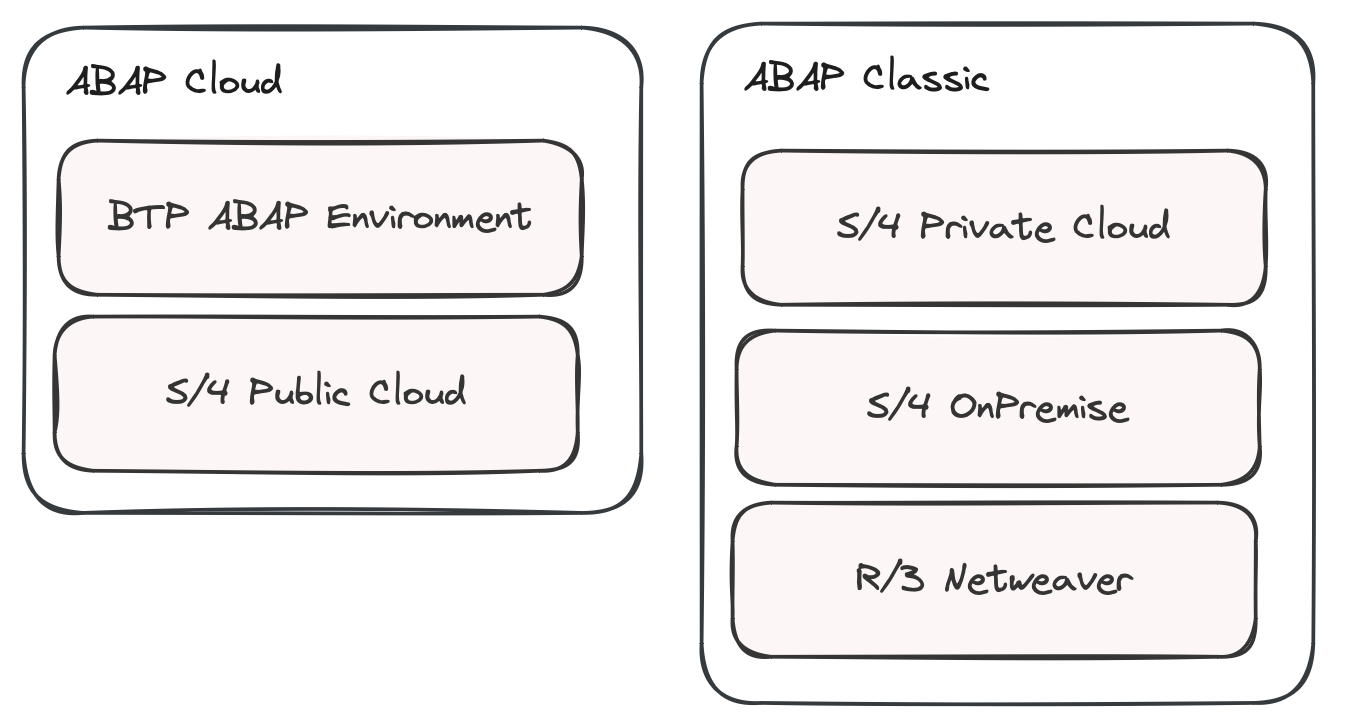 ABAP Cloud
BTP ABAP Environment
S/4 Public Cloud
ABAP Classic
S/4 Private Cloud
S/4 OnPremise
R/3 Netweaver